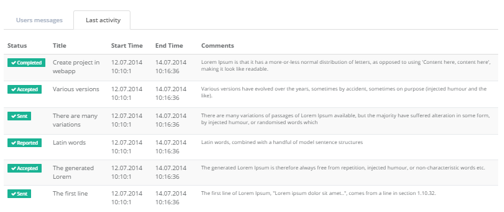 Users messages
Last activity
Status Title Start Time End Time Comments
Completed Create project in webapp 12.07.2014 10:10:1 14.07.2014 10:16:36 Lorem Ipsum is that it has a more-or-less normal distribution of letters, as opposed to using 'Content here, content here', making it look like readable.
Accepted Various versions 12.07.2014 10:10:1 14.07.2014 10:16:36 Various versions have evolved over the years, sometimes by accident, sometimes on purpose (injected humour and the like).
Sent There are many variations 12.07.2014 10:10:1 14.07.2014 10:16:36 There are many variations of passages of Lorem Ipsum available, but the majority have suffered alteration in some form, by injected humour, or randomised words which
Reported Latin words 12.07.2014 10:10:1 14.07.2014 10:16:36 Latin words, combined with a handful of model sentence structures
Accepted The generated Lorem 12.07.2014 10:10:1 14.07.2014 10:16:36 The generated Lorem Ipsum is therefore always free from repetition, injected humour, or non-characteristic words etc.
Sent The first line 12.07.2014 10:10:1 14.07.2014 10:16:36 The first line of Lorem Ipsum, "Lorem ipsum dolor sit amet..", comes from a line in section 1.10.32.